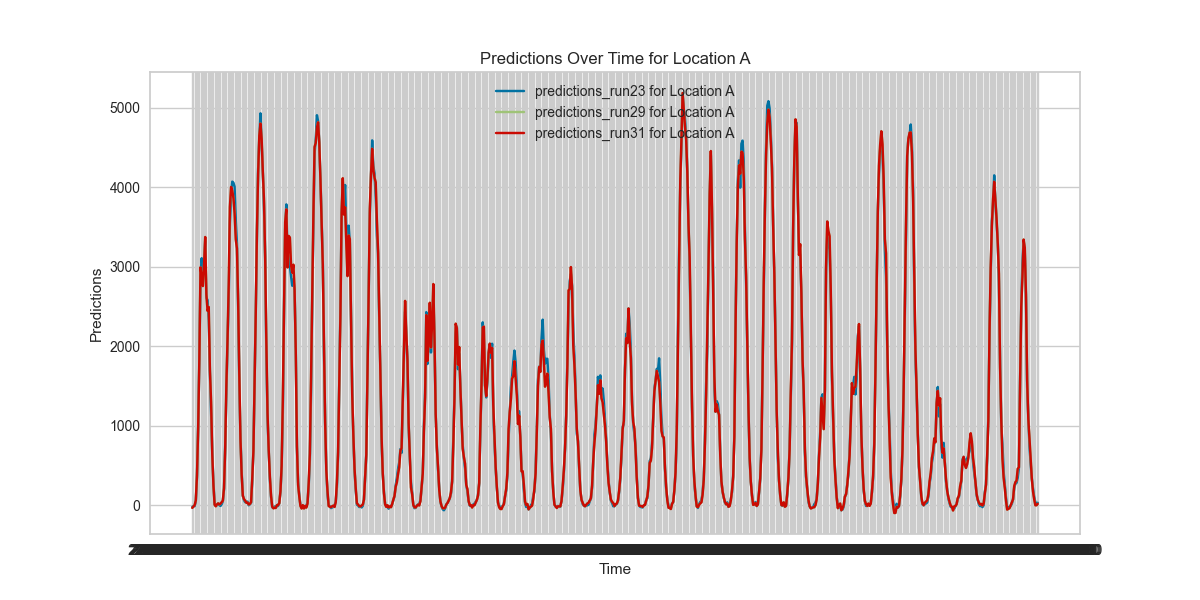 Predictions Over Time for Location A
predictions_run23 for Location A
predictions_run29 for Location A
predictions_run31 for Location A
5000
4000
3000
2000
1000
0
Predictions
Time